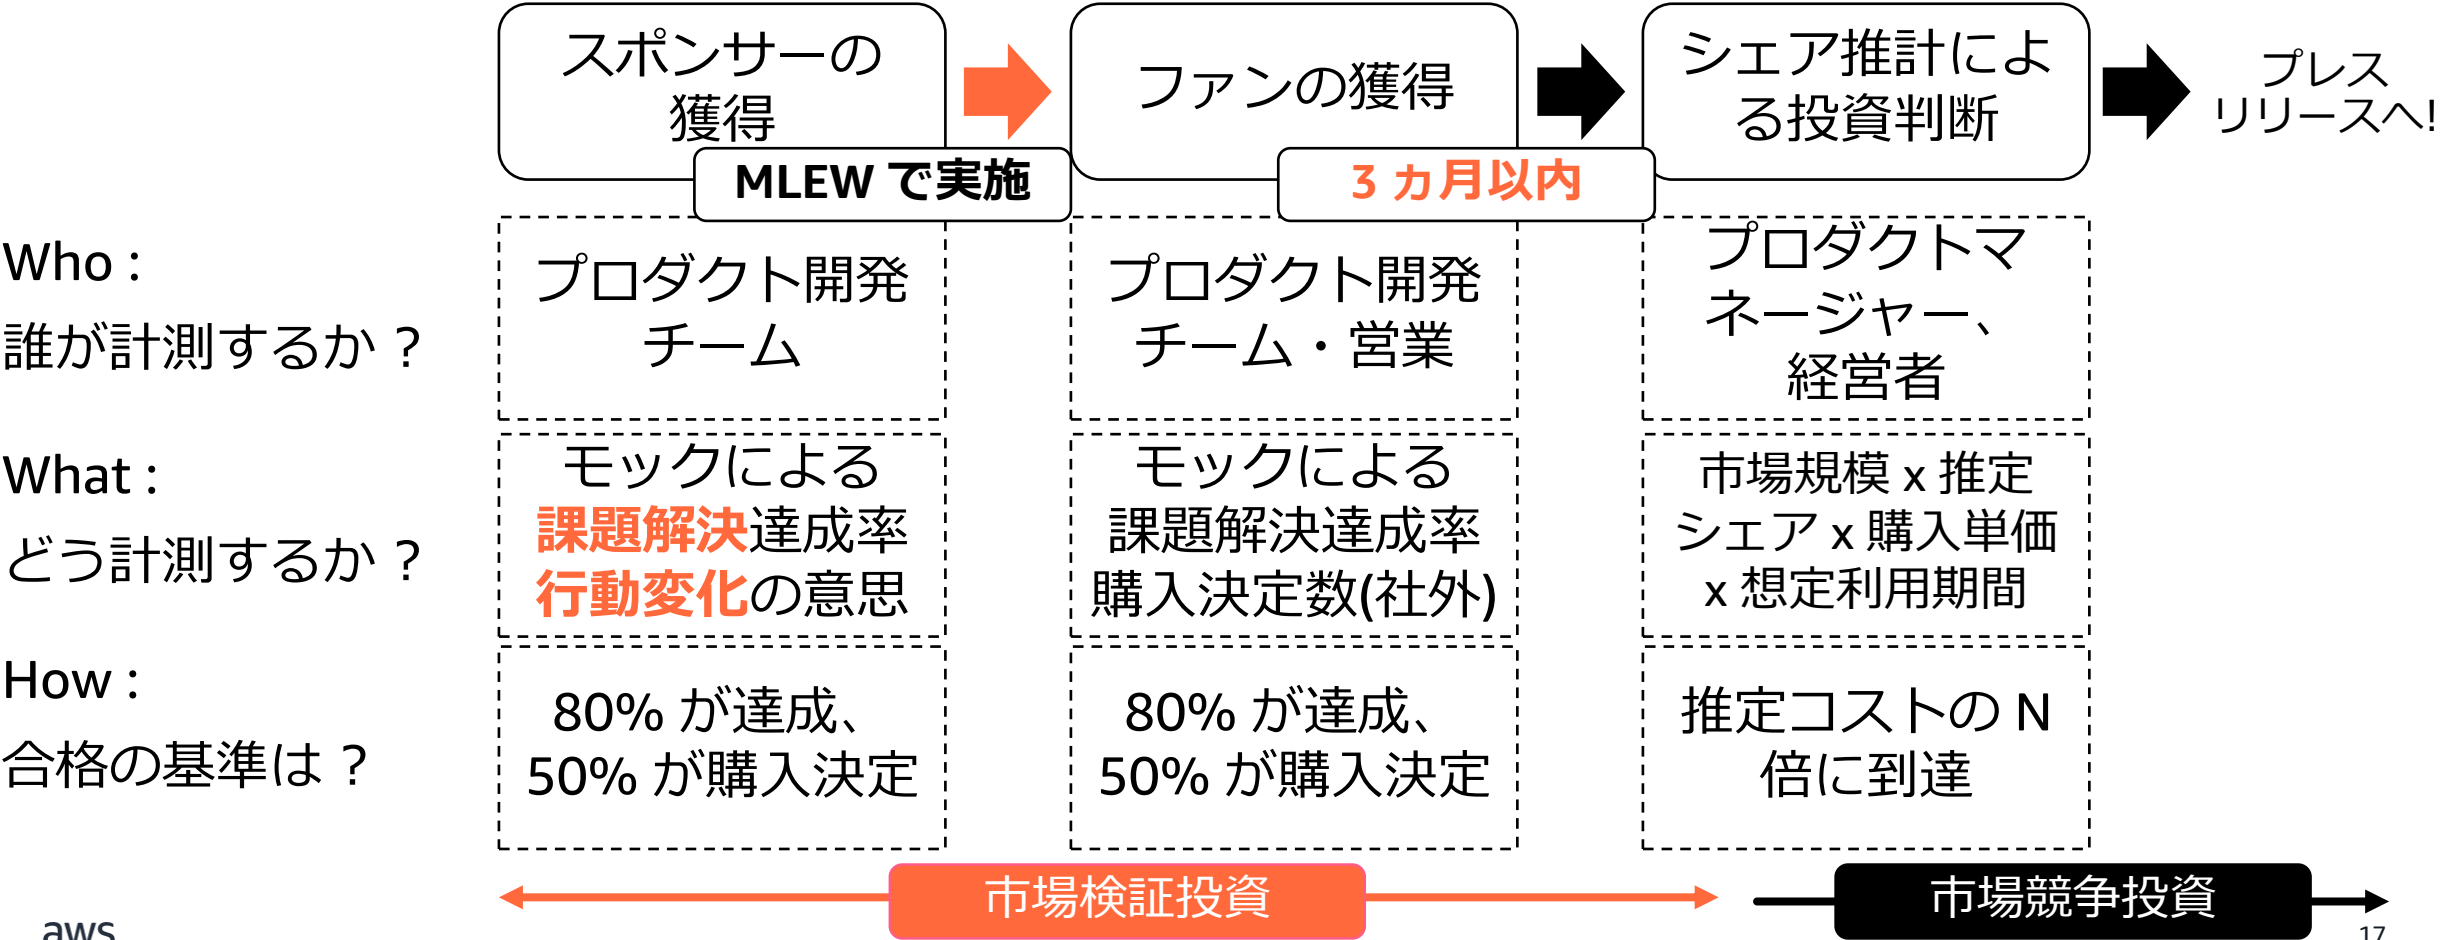 スポンサーの
獲得
ファンの獲得
シェア推計によ
る投資判断
プレス
リリースへ!
MLEW で実施
3 カ月以内
Who :
誰が計測するか？
プロダクト開発
チーム
プロダクト開発
チーム・営業
プロダクトマ
ネージャー、
経営者
What :
どう計測するか？
モックによる
課題解決達成率
行動変化の意思
モックによる
課題解決達成率
購入決定数(社外)
市場規模 x 推定
シェア x 購入単価
x 想定利用期間
How :
合格の基準は？
80% が達成、
50% が購入決定
80% が達成、
50% が購入決定
推定コストの N
倍に到達
市場検証投資
市場競争投資
aws
17